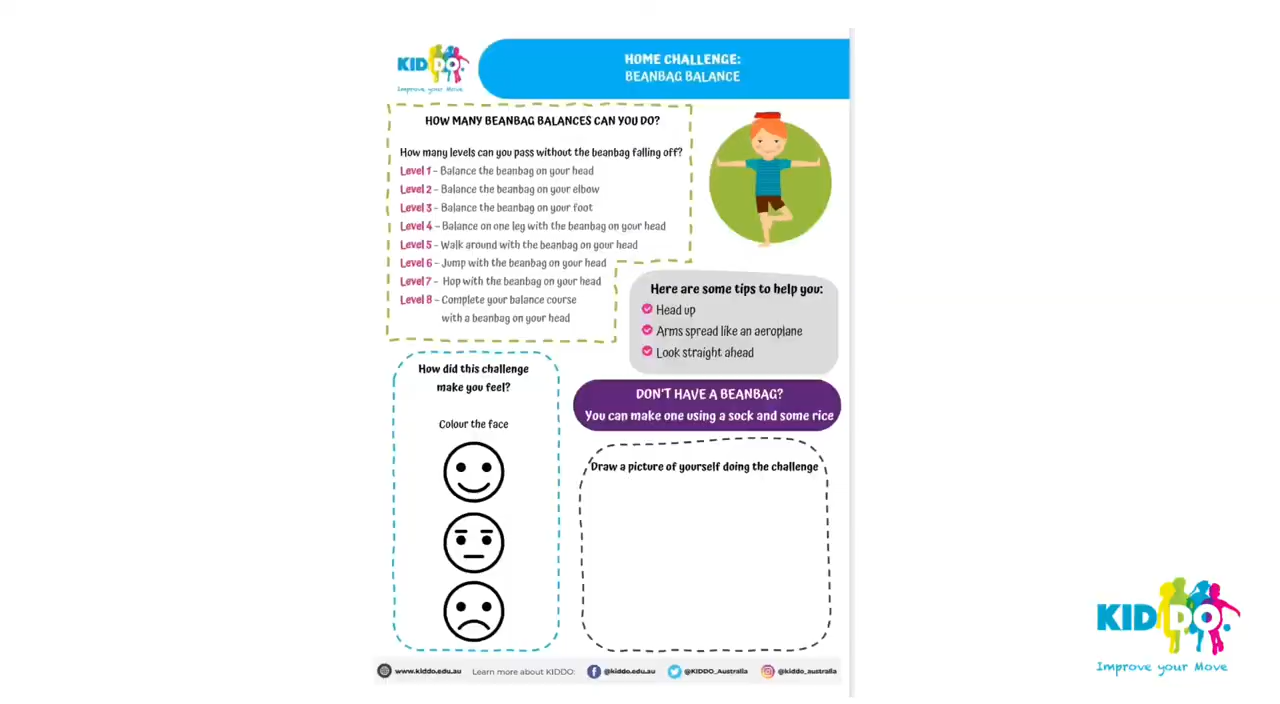 KIDDO.
Improve your Move
HOME CHALLENGE:
BEANBAG BALANCE
HOW MANY BEANBAG BALANCES CAN YOU DO?
How many levels can you pass without the beanbag falling off?
Level 1 - Balance the beanbag on your head
Level 2 - Balance the beanbag on your elbow
Level 3 - Balance the beanbag on your foot
Level 4 - Balance on one leg with the beanbag on your head
Level 5 - Walk around with the beanbag on your head
Level 6 - Jump with the beanbag on your head
Level 7 - Hop with the beanbag on your head
Level 8 - Complete your balance course
with a beanbag on your head
Here are some tips to help you:
Head up
Arms spread like an aeroplane
Look straight ahead
How did this challenge
make you feel?
Colour the face
DON'T HAVE A BEANBAG?
You can make one using a sock and some rice
Draw a picture of yourself doing the challenge
www.kiddo.edu.au Learn more about KIDDO: @kiddo.edu.au @KIDDO_Australia @kiddo_australia
KIDDO.
Improve your Move